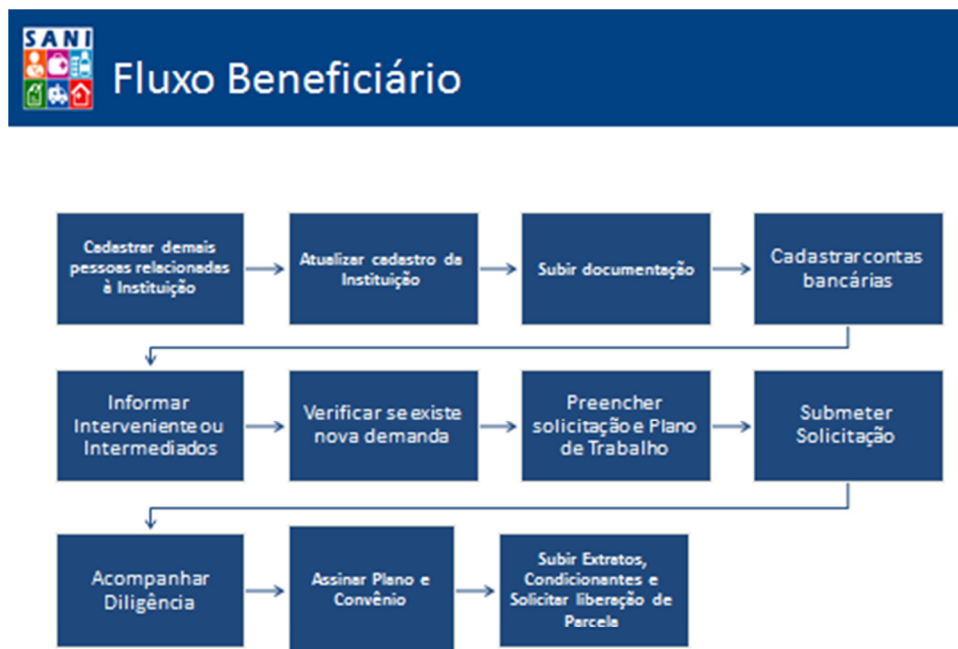 SANI
Fluxo Beneficiário
Cadastrar demais
pessoas relacionadas
à Instituição
Atualizar cadastro da
Instituição
Subir documentação
Cadastrar contas
bancárias
Informar
Interveniente ou
Intermediados
Verificar se existe
nova demanda
Preencher
solicitação e Plano
de Trabalho
Submeter
Solicitação
Acompanhar
Diligência
Assinar Plano e
Convênio
Subir Extratos,
Condicionantes e
Solicitar liberação de
Parcela